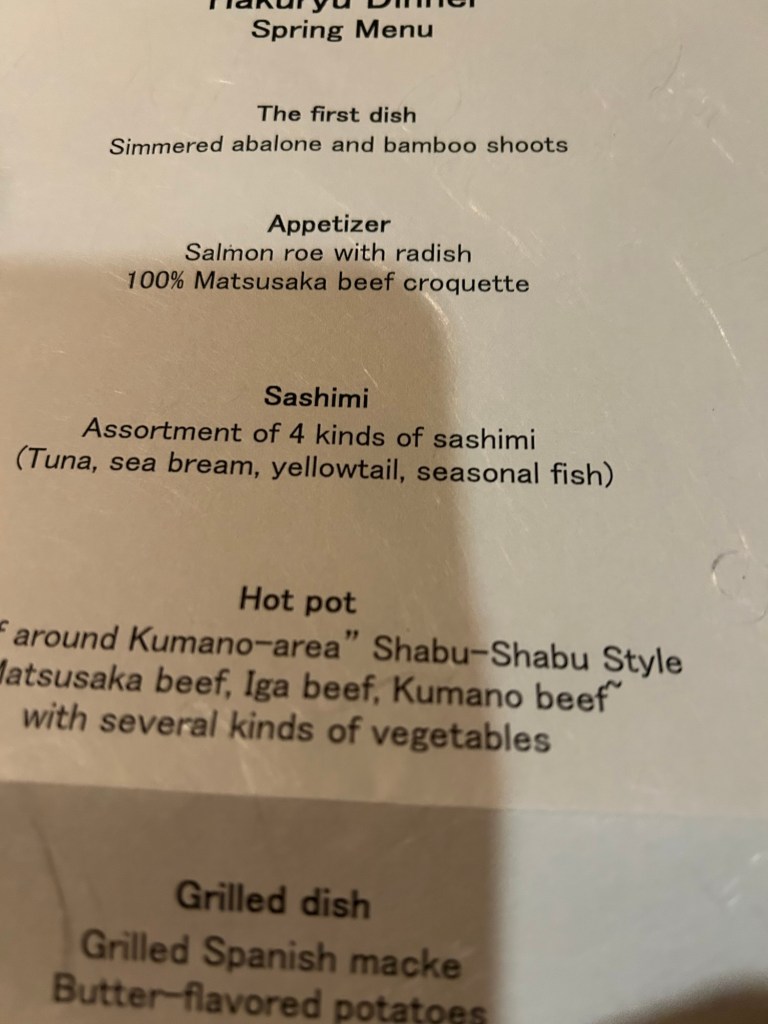 Hakuryu Dinner
Spring Menu
The first dish
Simmered abalone and bamboo shoots
Appetizer
Salmon roe with radish
100% Matsusaka beef croquette
Sashimi
Assortment of 4 kinds of sashimi
(Tuna, sea bream, yellowtail, seasonal fish)
Hot pot
around Kumano-area” Shabu-Shabu Style
Matsusaka beef, Iga beef, Kumano beef~
with several kinds of vegetables
Grilled dish
Grilled Spanish macke
Butter-flavored potatoes